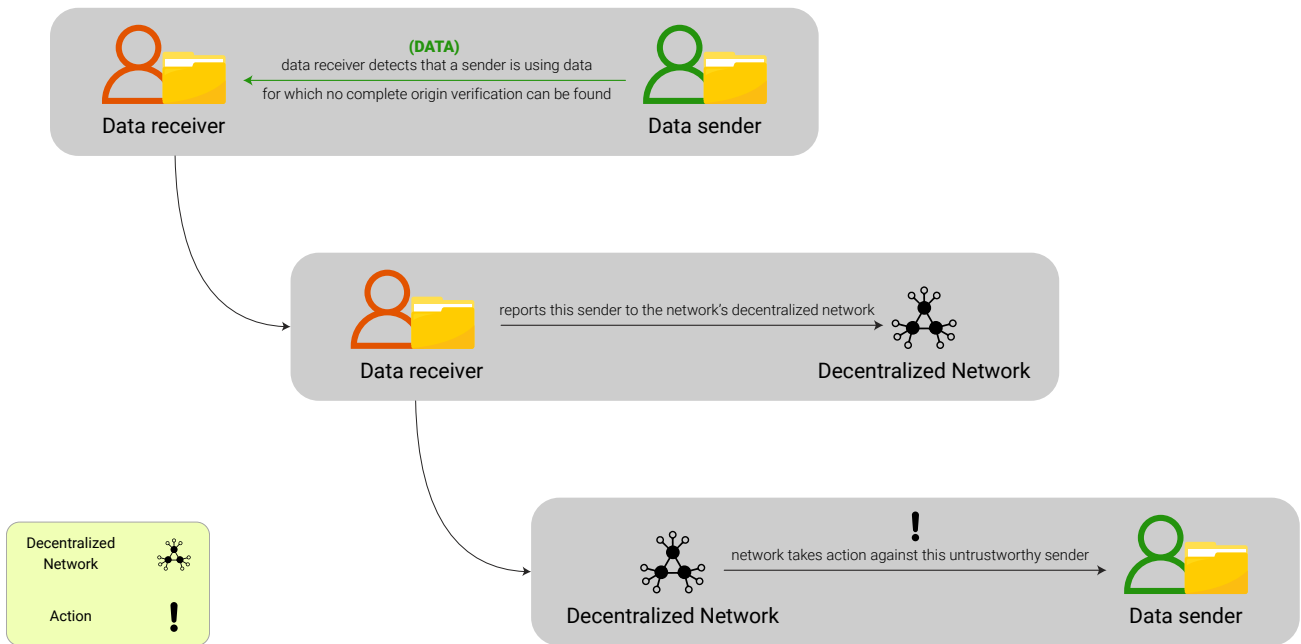 (DATA)
data receiver detects that a sender is using data
for which no complete origin verification can be found
Data receiver
Data sender
reports this sender to the network's decentralized network
Data receiver
Decentralized Network
network takes action against this untrustworthy sender
Decentralized Network
Data sender
Decentralized
Network
Action